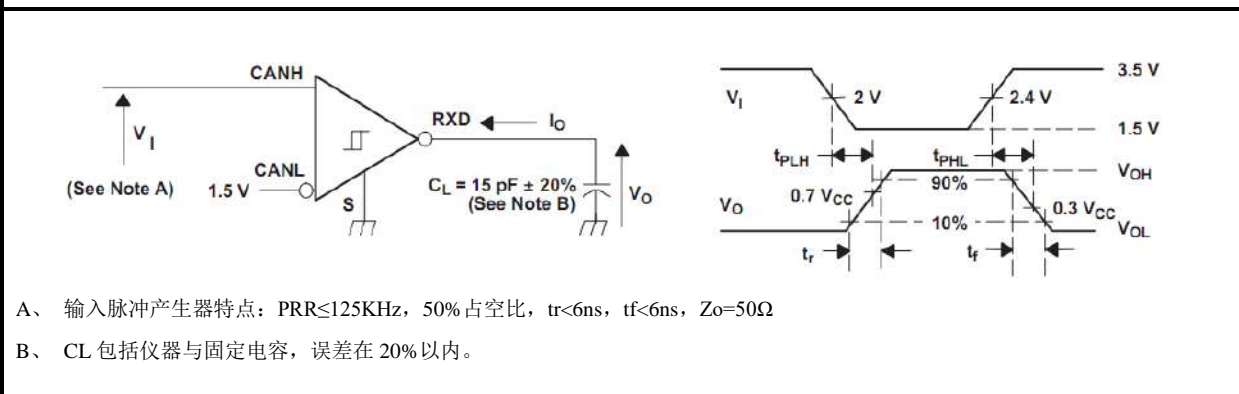 CANH
V_I
(See Note A)
CANL
1.5 V
S
RXD
I_O
C_L = 15 pF ± 20%
(See Note B)
V_O
V_I
2 V
2.4 V
3.5 V
1.5 V
t_PLH
t_PHL
V_OH
90%
0.7 V_CC
V_O
10%
0.3 V_CC
V_OL
t_r
t_f
A、 输入脉冲产生器特点：PRR≤125KHz，50%占空比，tr<6ns，tf<6ns，Zo=50Ω
B、 CL 包括仪器与固定电容，误差在 20%以内。